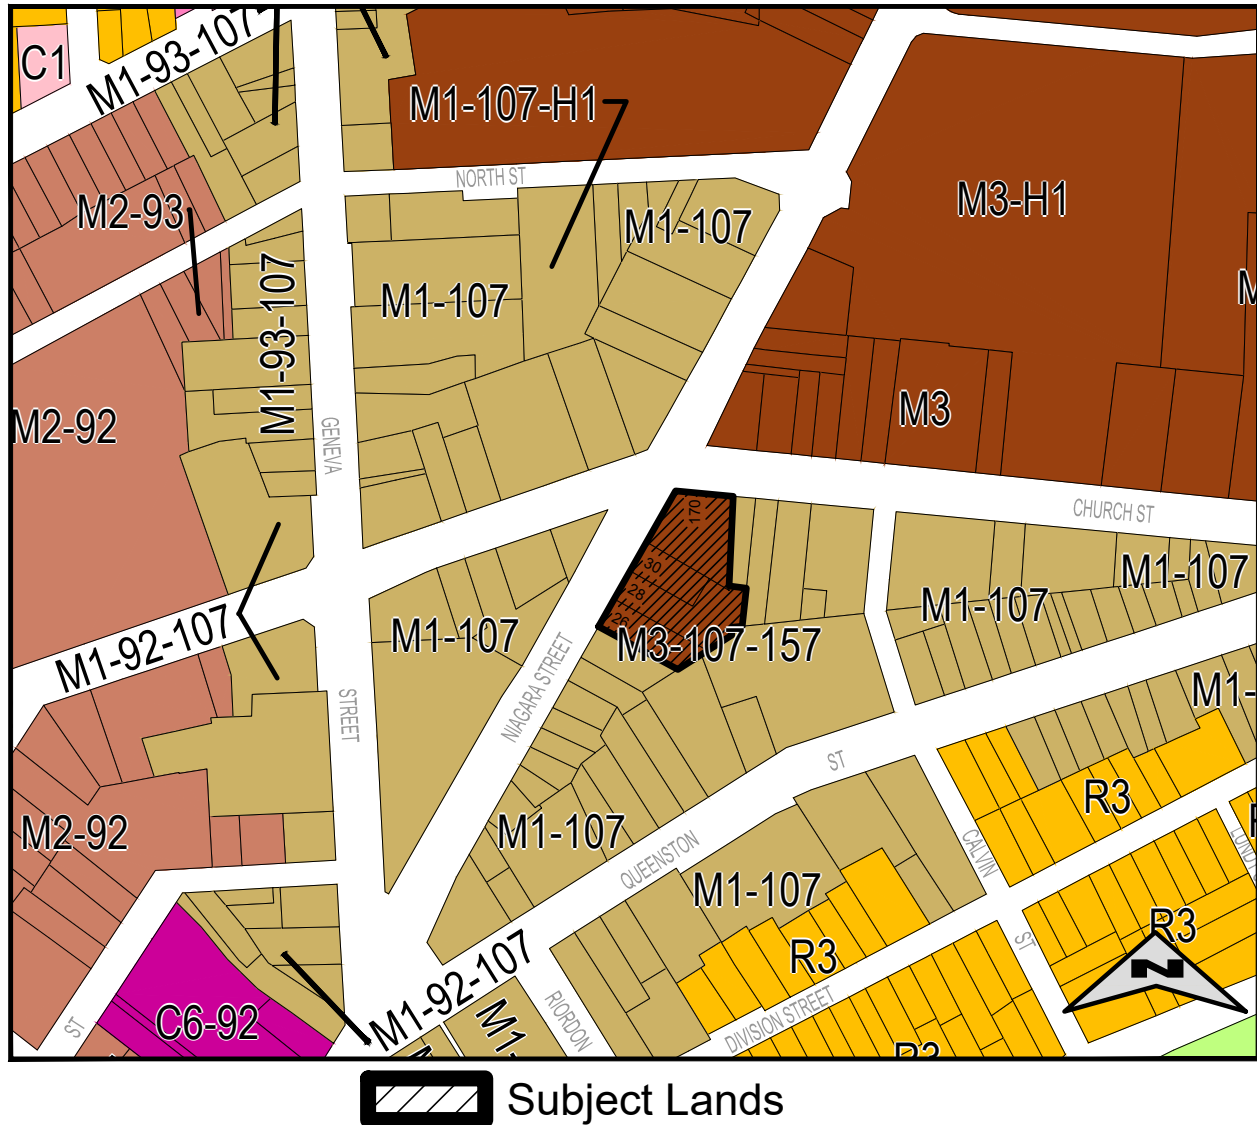 C1
M1-93-107
M1-107-H1
NORTH ST
M2-93
M3-H1
M1-107
M1-93-107
M1-107
M
M2-92
GENEVA
M3
CHURCH ST
170
30
28
26
M1-107
M1-107
M1-107
M3-107-157
M1-92-107
NIAGARA STREET
STREET
M1-
ST
R3
M2-92
M1-107
QUEENSTON
CALVIN
M1-107
R3
R3
ST
N
M1-92-107
RIORDON
DIVISION STREET
C6-92
ST
M1-
Subject Lands